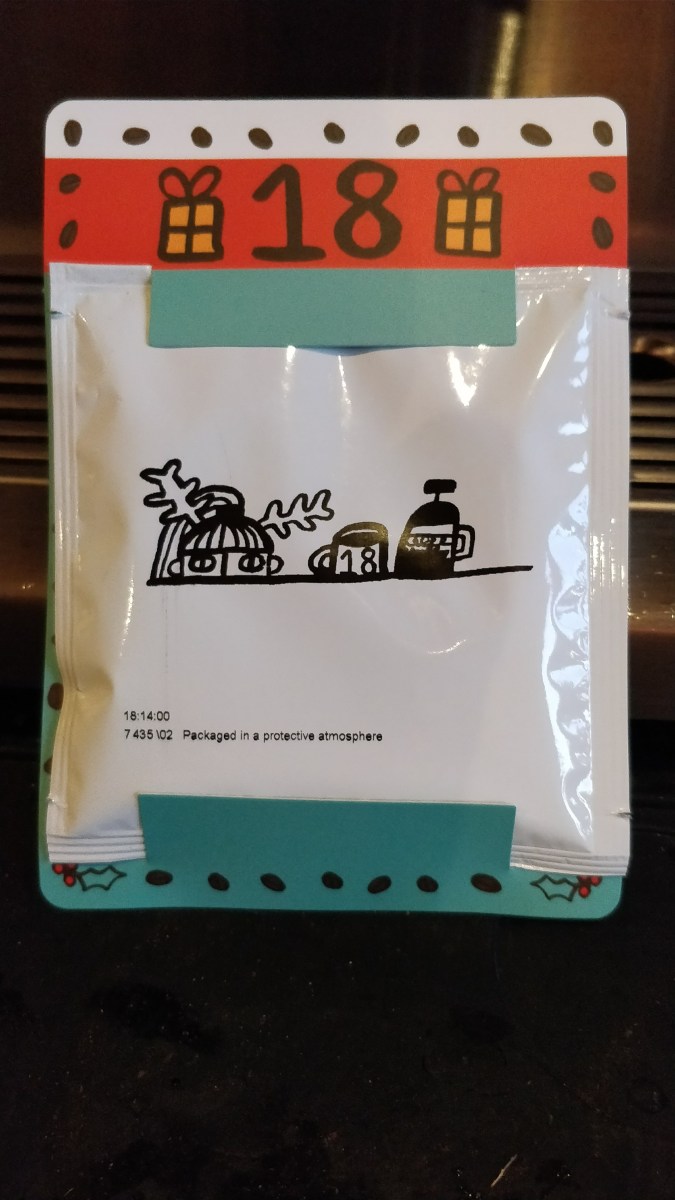 18
18
18:14:00
7 435 \02 Packaged in a protective atmosphere